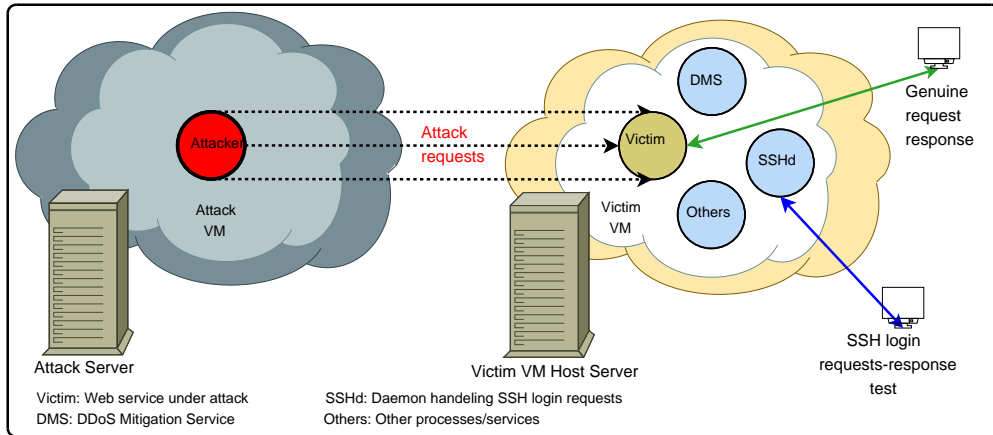 DMS
Genuine
request
response
Attacker
Attack
requests
Victim
SSHd
Attack
VM
Victim
VM
Others
SSH login
requests-response
test
Attack Server
Victim VM Host Server
Victim: Web service under attack
SSHd: Daemon handeling SSH login requests
DMS: DDoS Mitigation Service
Others: Other processes/services